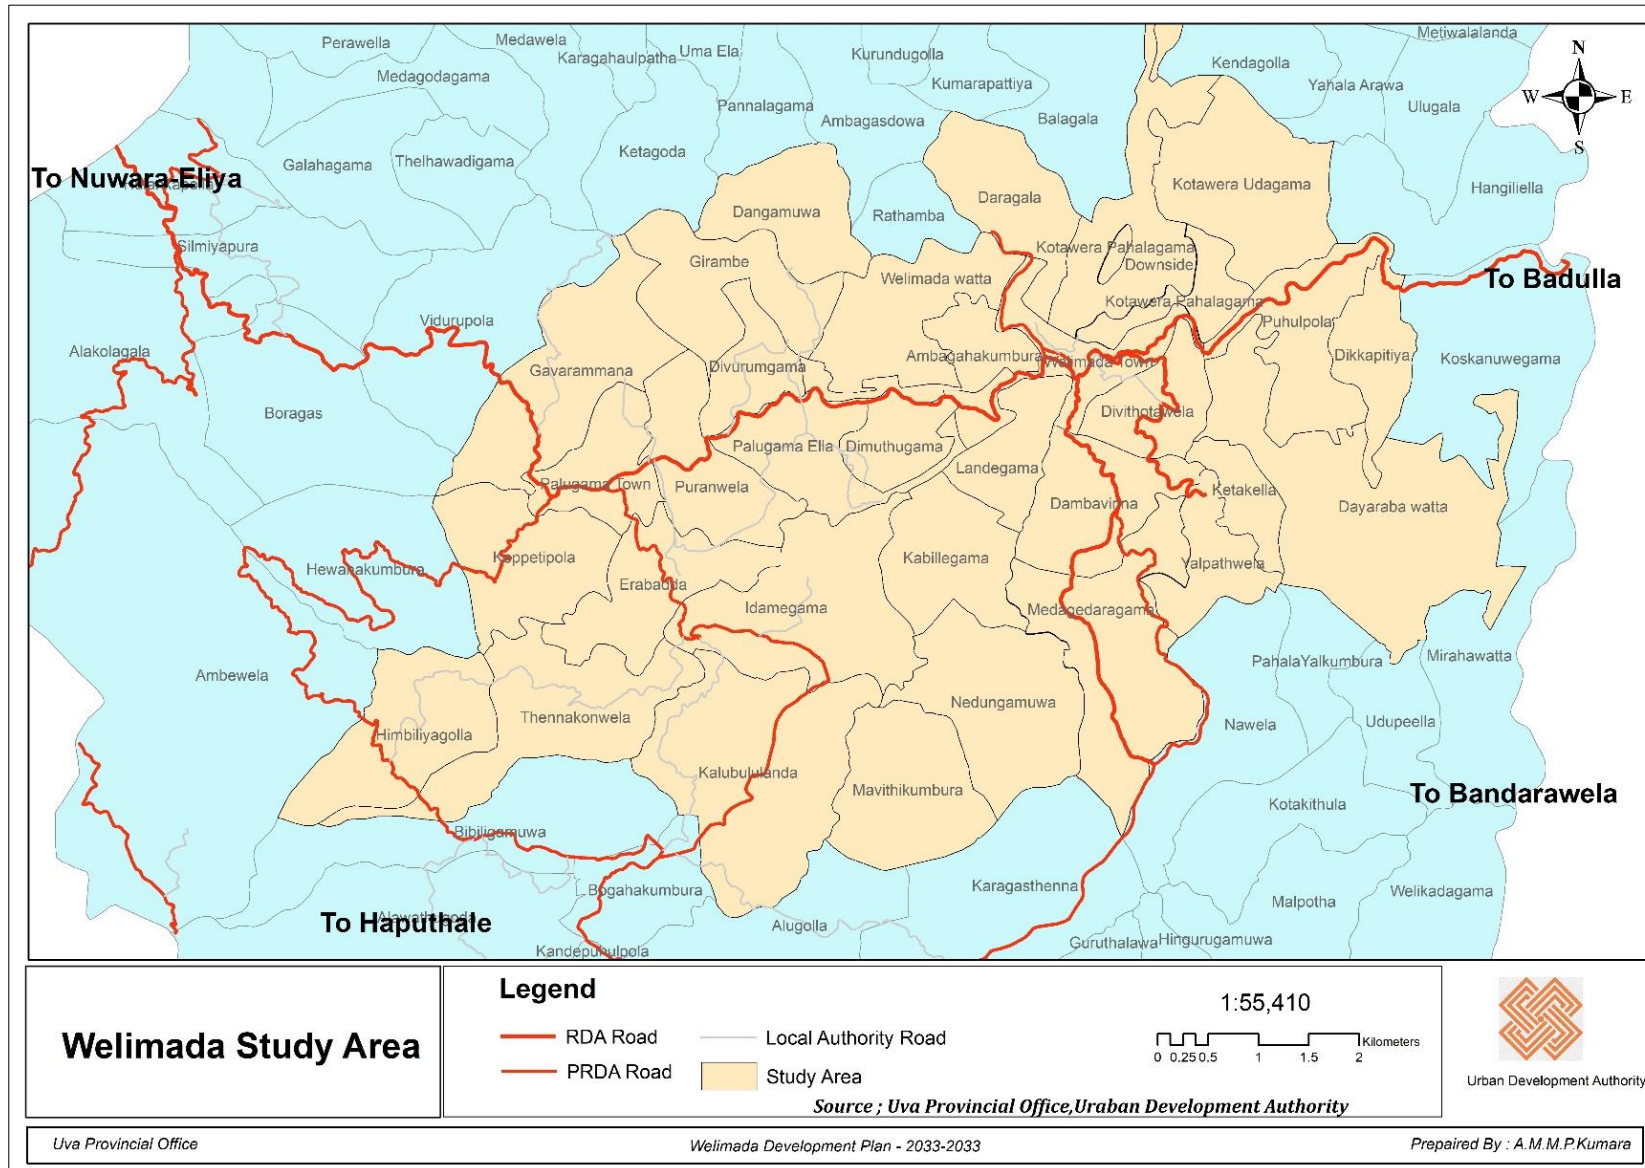 Perawella
Medawela
Karagahaulpatha
Uma Ela
Kurundugolla
Metiwalalanda
Medagodagama
Kumarapattiya
Kendagolla
Yahala Arawa
Ulugala
N
W
E
S
Pannalagama
Ambagasdowa
Balagala
Galahagama
Thelhawadigama
Ketagoda
To Nuwara-Eliya
Hangiliella
Kotawera Udagama
Daragala
Dangamuwa
Rathamba
Silmiyapura
Girambe
Kotawera Pahalagama
Downside
Welimada watta
To Badulla
Kotawera Pahalagama
Vidurupola
Puhulpola
Alakolagala
Ambagahakumbura
Welimada Town
Dikkapitiya
Koskanuwegama
Gavarammana
Divurumgama
Boragas
Divithotawela
Palugama Ella
Dimuthugama
Landegama
Palugama Town
Puranwela
Dambavinna
Ketakella
Dayaraba watta
Hewanakumbura
Koppetipola
Erabadda
Kabillegama
Yalpathwela
Idamegama
Medagedaragama
Ambewela
PahalaYalkumbura
Mirahawatta
Nedungamuwa
Thennakonwela
Himbiliyagolla
Nawela
Udupeella
Kalubululanda
Mavithikumbura
To Bandarawela
Kotakithula
Bibiligamuwa
Bogahakumbura
Karagasthenna
Malpotha
Welikadagama
Alawathugoda
To Haputhale
Alugolla
Kandepuhulpola
Guruthalawa
Hingurugamuwa
Welimada Study Area
Legend
RDA Road
Local Authority Road
PRDA Road
Study Area
1:55,410
Kilometers
0 0.25 0.5 1 1.5 2
Source ; Uva Provincial Office,Uraban Development Authority
Urban Development Authority
Uva Provincial Office
Welimada Development Plan - 2033-2033
Prepaired By : A.M.M.P.Kumara